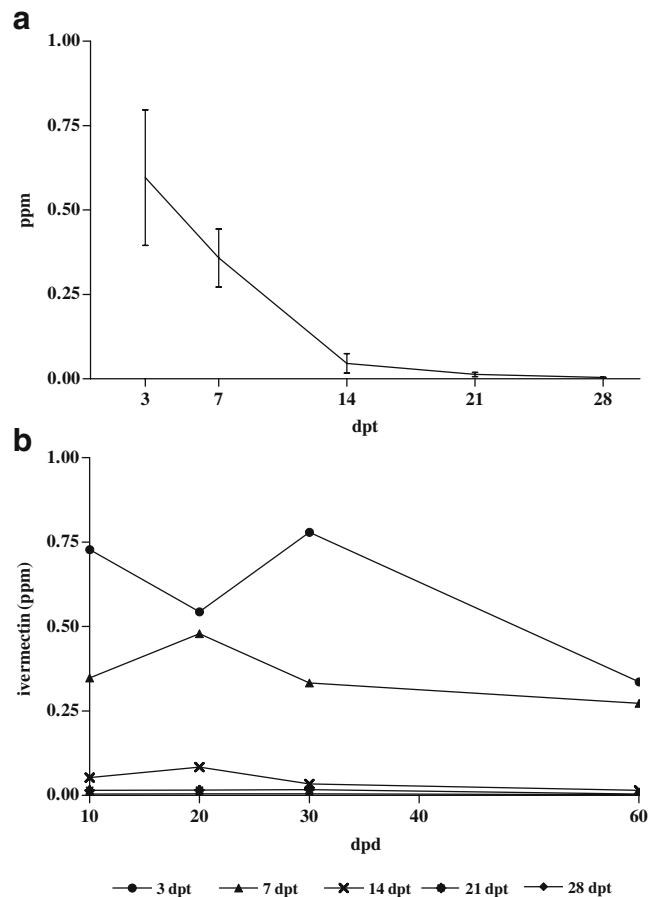 a
1.00
0.75
ppm
0.50
0.25
0.00
3 7 14 21 28
dpt
b
1.00
0.75
ivermectin (ppm)
0.50
0.25
0.00
10 20 30 40 60
dpd
3 dpt 7 dpt 14 dpt 21 dpt 28 dpt